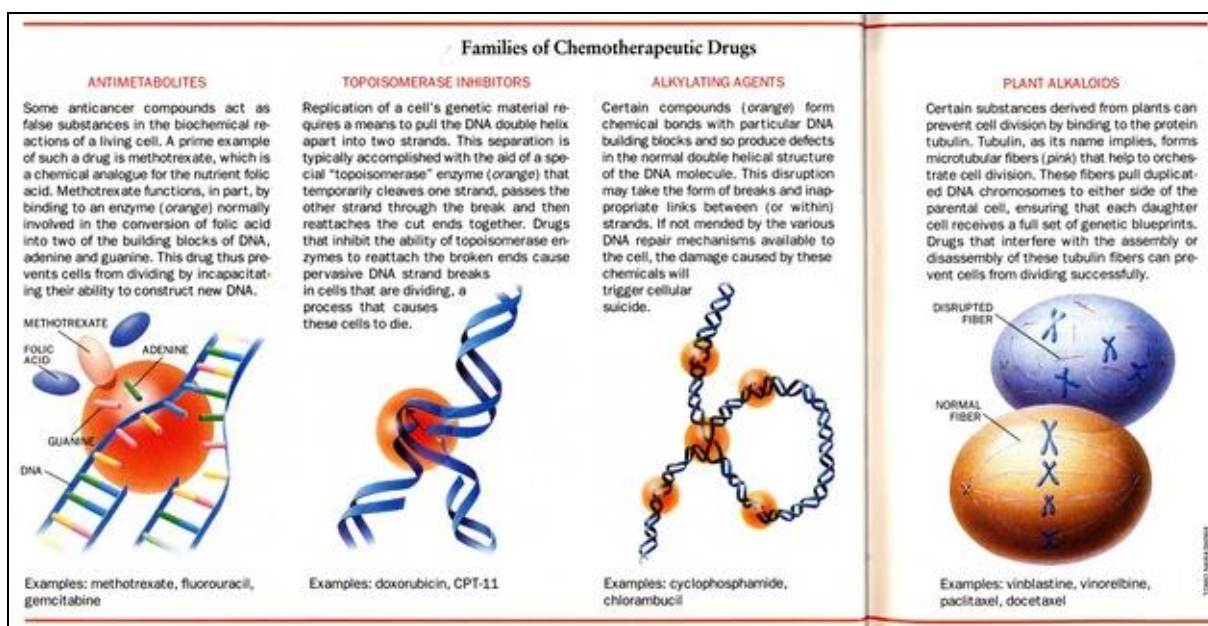 Families of Chemotherapeutic Drugs
ANTIMETABOLITES
Some anticancer compounds act as
false substances in the biochemical re-
actions of a living cell. A prime example
of such a drug is methotrexate, which is
a chemical analogue for the nutrient folic
acid. Methotrexate functions, in part, by
binding to an enzyme (orange) normally
involved in the conversion of folic acid
into two of the building blocks of DNA,
adenine and guanine. This drug thus pre-
vents cells from dividing by incapacitat-
ing their ability to construct new DNA.
METHOTREXATE
FOLIC
ACID
ADENINE
GUANINE
DNA
Examples: methotrexate, fluorouracil,
gemcitabine
TOPOISOMERASE INHIBITORS
Replication of a cell's genetic material re-
quires a means to pull the DNA double helix
apart into two strands. This separation is
typically accomplished with the aid of a spe-
cial "topoisomerase" enzyme (orange) that
temporarily cleaves one strand, passes the
other strand through the break and then
reattaches the cut ends together. Drugs
that inhibit the ability of topoisomerase en-
zymes to reattach the broken ends cause
pervasive DNA strand breaks
in cells that are dividing, a
process that causes
these cells to die.
Examples: doxorubicin, CPT-11
ALKYLATING AGENTS
Certain compounds (orange) form
chemical bonds with particular DNA
building blocks and so produce defects
in the normal double helical structure
of the DNA molecule. This disruption
may take the form of breaks and inap-
propriate links between (or within)
strands. If not mended by the various
DNA repair mechanisms available to
the cell, the damage caused by these
chemicals will
trigger cellular
suicide.
Examples: cyclophosphamide,
chlorambucil
PLANT ALKALOIDS
Certain substances derived from plants can
prevent cell division by binding to the protein
tubulin. Tubulin, as its name implies, forms
microtubular fibers (pink) that help to orches-
trate cell division. These fibers pull duplicat-
ed DNA chromosomes to either side of the
parental cell, ensuring that each daughter
cell receives a full set of genetic blueprints.
Drugs that interfere with the assembly or
disassembly of these tubulin fibers can pre-
vent cells from dividing successfully.
DISRUPTED
FIBER
NORMAL
FIBER
Examples: vinblastine, vinorelbine,
paclitaxel, docetaxel